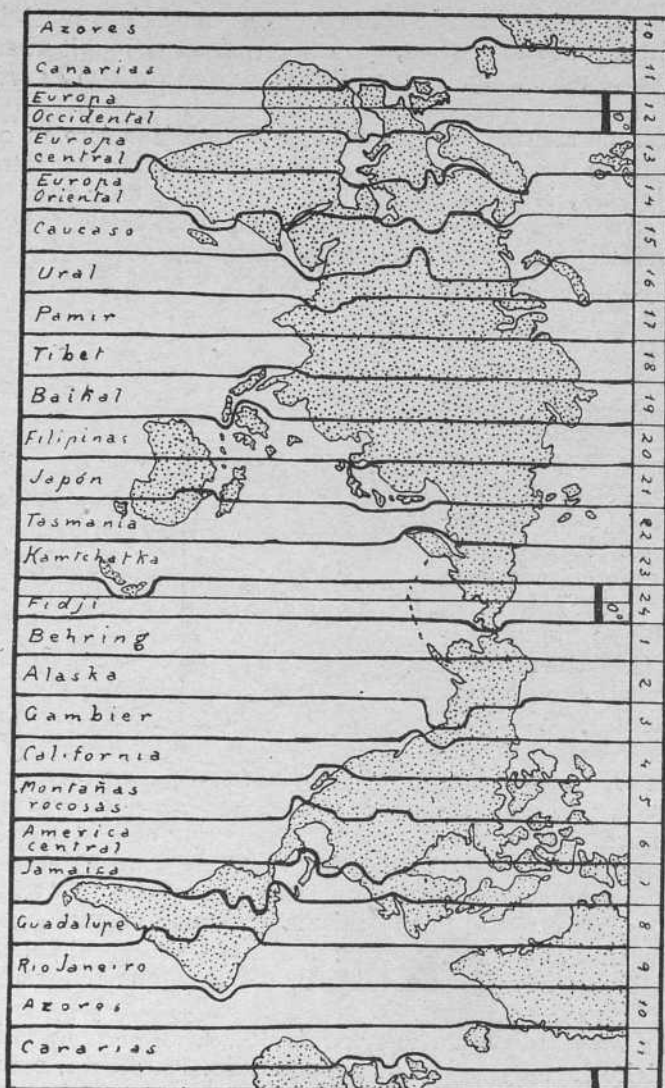 Azores 10
Canarias 11
Europa
Occidental 12
0°
Europa
central 13
Europa
Oriental 14
Caucaso 15
Ural 16
Pamir 17
Tibet 18
Baikal 19
Filipinas 20
Japón 21
Tasmania 22
Kamtchatka 23
Fidji 24
0°
Behring 1
Alaska 2
Gambier 3
California 4
Montañas
rocosas 5
America
central 6
Jamaica 7
Guadalupe 8
Rio Janeiro 9
Azores 10
Cararias 11